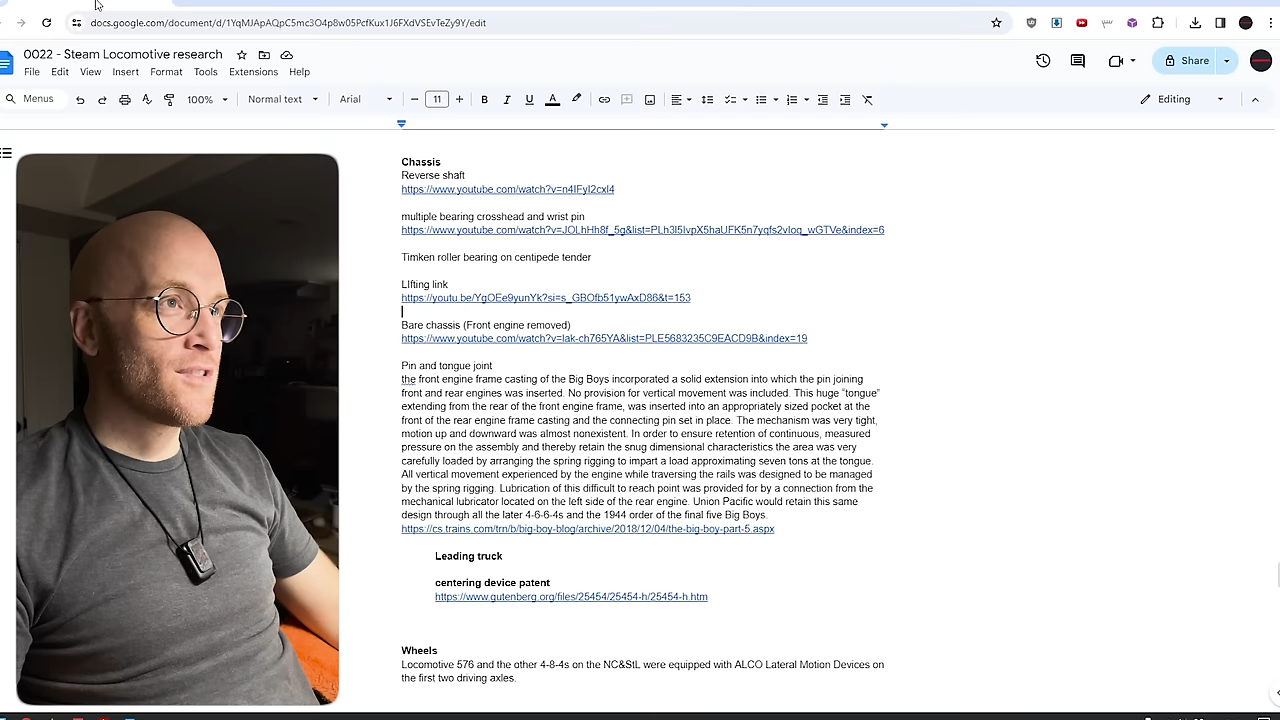 docs.google.com/document/d/1YqMJApAQpC5mc3O4p8w05PcfKux1J6FXdVSEvTeZy9Y/edit
0022 - Steam Locomotive research
File Edit View Insert Format Tools Extensions Help
Share
Menus 100% Normal text Arial 11 Editing
Chassis
Reverse shaft
https://www.youtube.com/watch?v=n4IFyI2cxl4
multiple bearing crosshead and wrist pin
https://www.youtube.com/watch?v=JOLhHh8f_5g&list=PLh3l5IvpX5haUFK5n7yqfs2vloq_wGTVe&index=6
Timken roller bearing on centipede tender
LIfting link
https://youtu.be/YgOEe9yunYk?si=s_GBOfb51ywAxD86&t=153
Bare chassis (Front engine removed)
https://www.youtube.com/watch?v=Iak-ch765YA&list=PLE5683235C9EACD9B&index=19
Pin and tongue joint
the front engine frame casting of the Big Boys incorporated a solid extension into which the pin joining
front and rear engines was inserted. No provision for vertical movement was included. This huge "tongue"
extending from the rear of the front engine frame, was inserted into an appropriately sized pocket at the
front of the rear engine frame casting and the connecting pin set in place. The mechanism was very tight,
motion up and downward was almost nonexistent. In order to ensure retention of continuous, measured
pressure on the assembly and thereby retain the snug dimensional characteristics the area was very
carefully loaded by arranging the spring rigging to impart a load approximating seven tons at the tongue.
All vertical movement experienced by the engine while traversing the rails was designed to be managed
by the spring rigging. Lubrication of this difficult to reach point was provided for by a connection from the
mechanical lubricator located on the left side of the rear engine. Union Pacific would retain this same
design through all the later 4-6-6-4s and the 1944 order of the final five Big Boys.
https://cs.trains.com/trn/b/big-boy-blog/archive/2018/12/04/the-big-boy-part-5.aspx
Leading truck
centering device patent
https://www.gutenberg.org/files/25454/25454-h/25454-h.htm
Wheels
Locomotive 576 and the other 4-8-4s on the NC&StL were equipped with ALCO Lateral Motion Devices on
the first two driving axles.